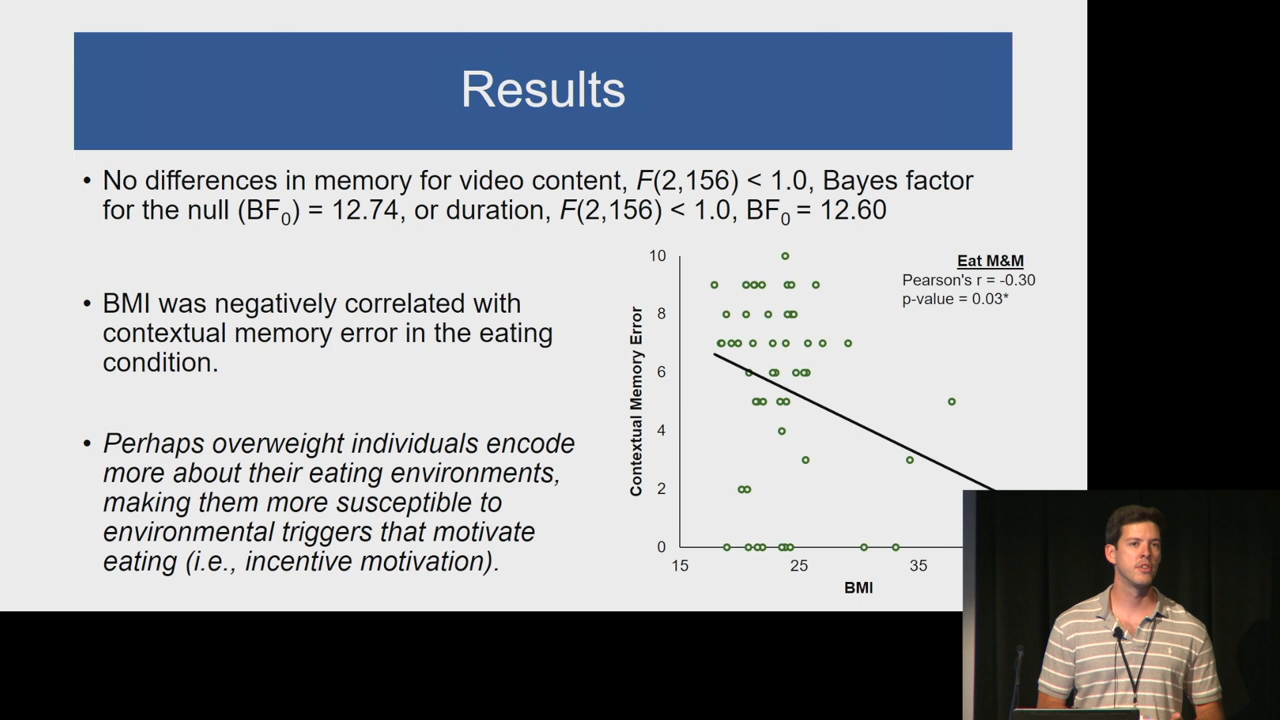 Results
• No differences in memory for video content, F(2,156) < 1.0, Bayes factor
for the null (BF₀) = 12.74, or duration, F(2,156) < 1.0, BF₀ = 12.60
• BMI was negatively correlated with
contextual memory error in the eating
condition.
• Perhaps overweight individuals encode
more about their eating environments,
making them more susceptible to
environmental triggers that motivate
eating (i.e., incentive motivation).
Eat M&M
Pearson's r = -0.30
p-value = 0.03*
Contextual Memory Error
10
8
6
4
2
0
15
25
35
BMI